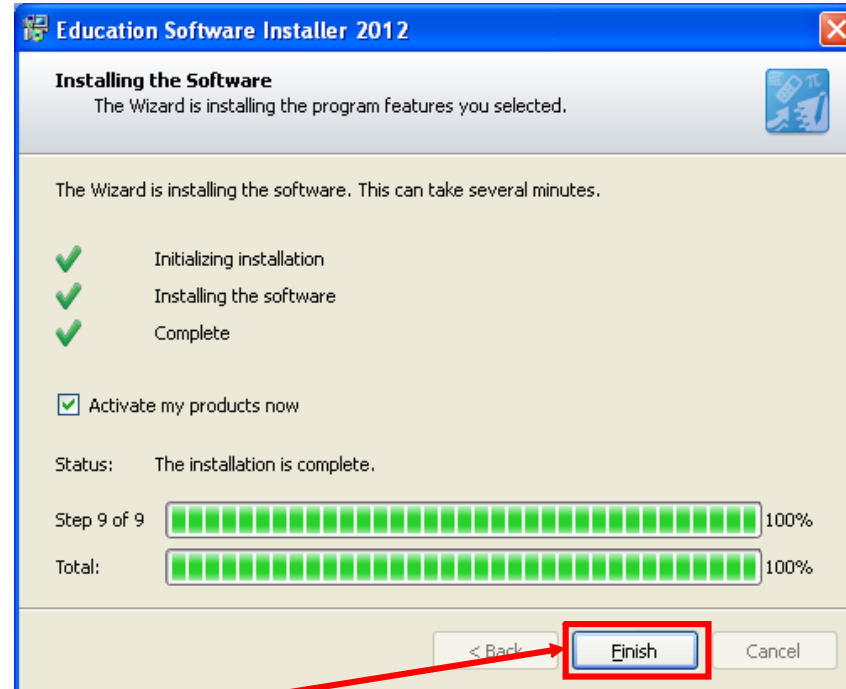 Education Software Installer 2012
Installing the Software
The Wizard is installing the program features you selected.
The Wizard is installing the software. This can take several minutes.
Initializing installation
Installing the software
Complete
Activate my products now
Status: The installation is complete.
Step 9 of 9 100%
Total: 100%
< Back Finish Cancel